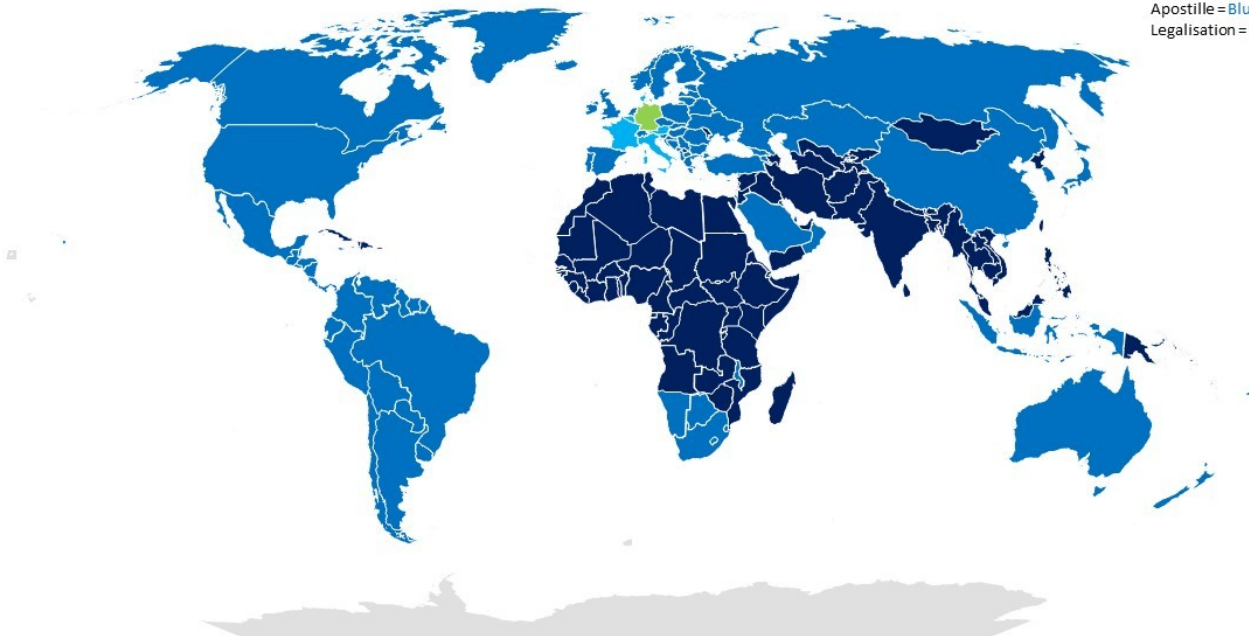 Apostille = Blu
Legalisation =